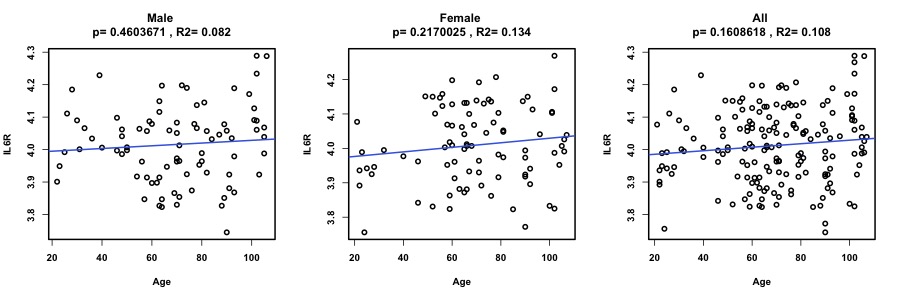 Male
p= 0.4603671 , R2= 0.082
IL6R
4.3
4.2
4.1
4.0
3.9
3.8
20 40 60 80 100
Age
Female
p= 0.2170025 , R2= 0.134
IL6R
4.2
4.1
4.0
3.9
3.8
20 40 60 80 100
Age
All
p= 0.1608618 , R2= 0.108
IL6R
4.3
4.2
4.1
4.0
3.9
3.8
20 40 60 80 100
Age